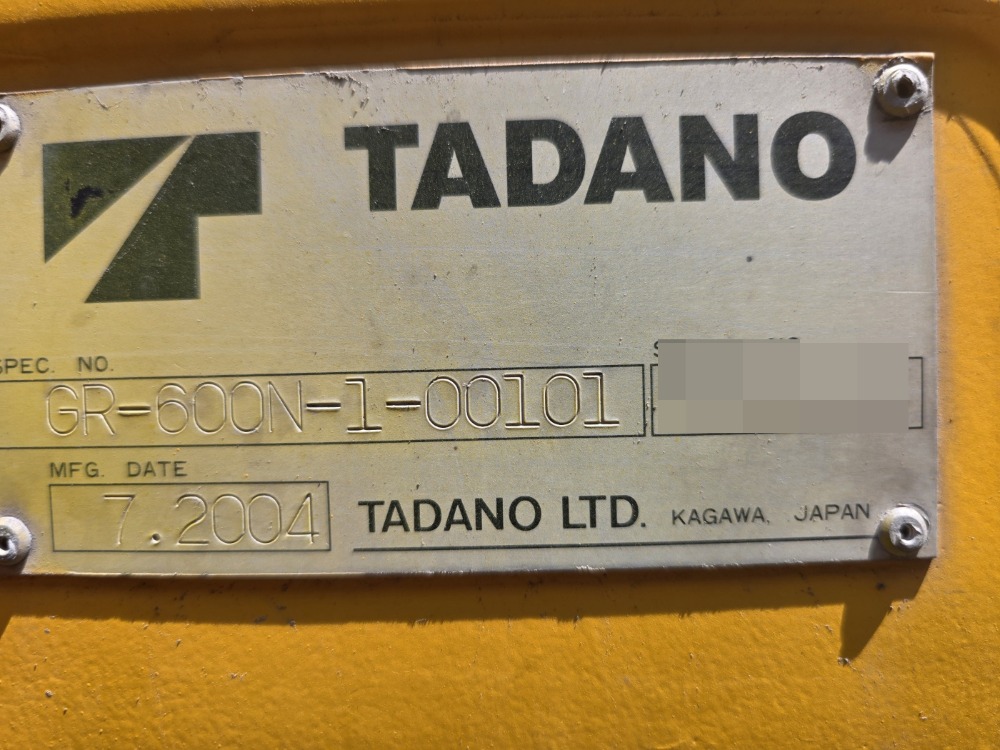 TADANO
SPEC. NO.
GR-600N-1-00101
MFG. DATE
7.2004
TADANO LTD. KAGAWA, JAPAN